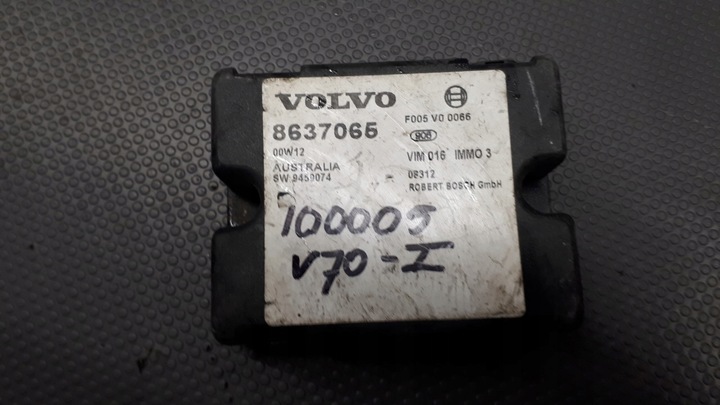 VOLVO
8637065
00W12
AUSTRALIA
SW 9459074
F005 V0 0066
906
VIM 016 IMMO 3
08312
ROBERT BOSCH GmbH
100005
V70-I